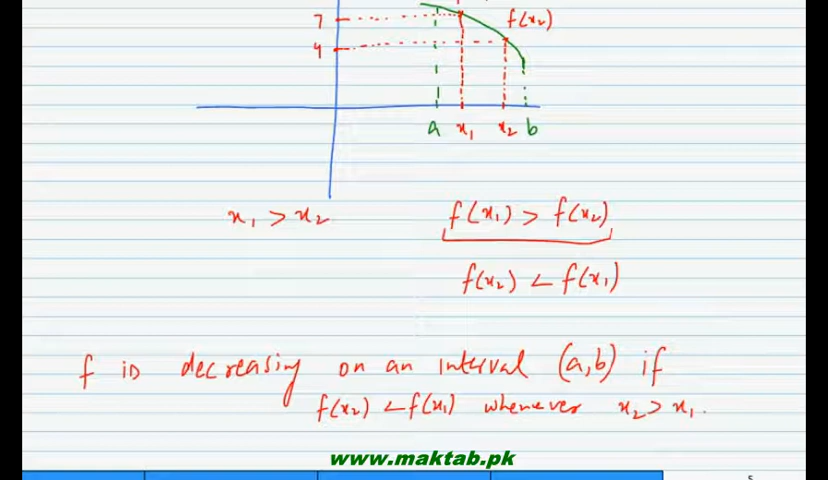 7
f(x₂)
4
a x₁ x₂ b
x₁ > x₂ f(x₁) > f(x₂)
f(x₂) < f(x₁)
f is decreasing on an interval (a,b) if
f(x₂) < f(x₁) whenever x₂ > x₁.
www.maktab.pk
5